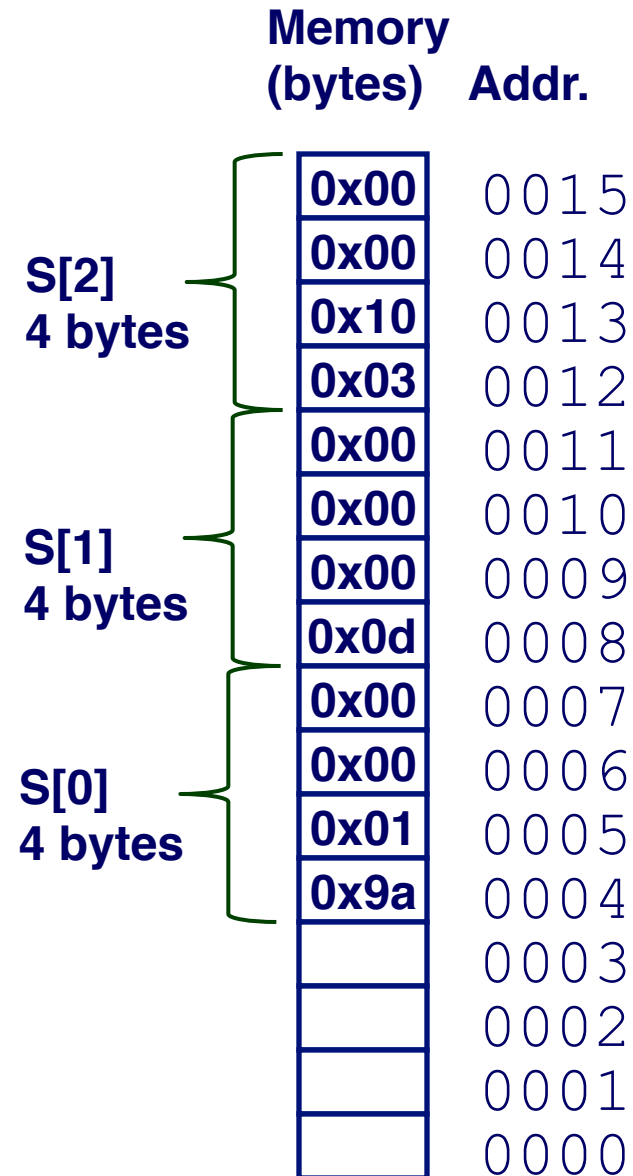 Memory
(bytes) Addr.
0x00 0015
0x00 0014
S[2]
0x10 0013
4 bytes
0x03 0012
0x00 0011
0x00 0010
S[1]
0x00 0009
4 bytes
0x0d 0008
0x00 0007
0x00 0006
S[0]
0x01 0005
4 bytes
0x9a 0004
0003
0002
0001
0000